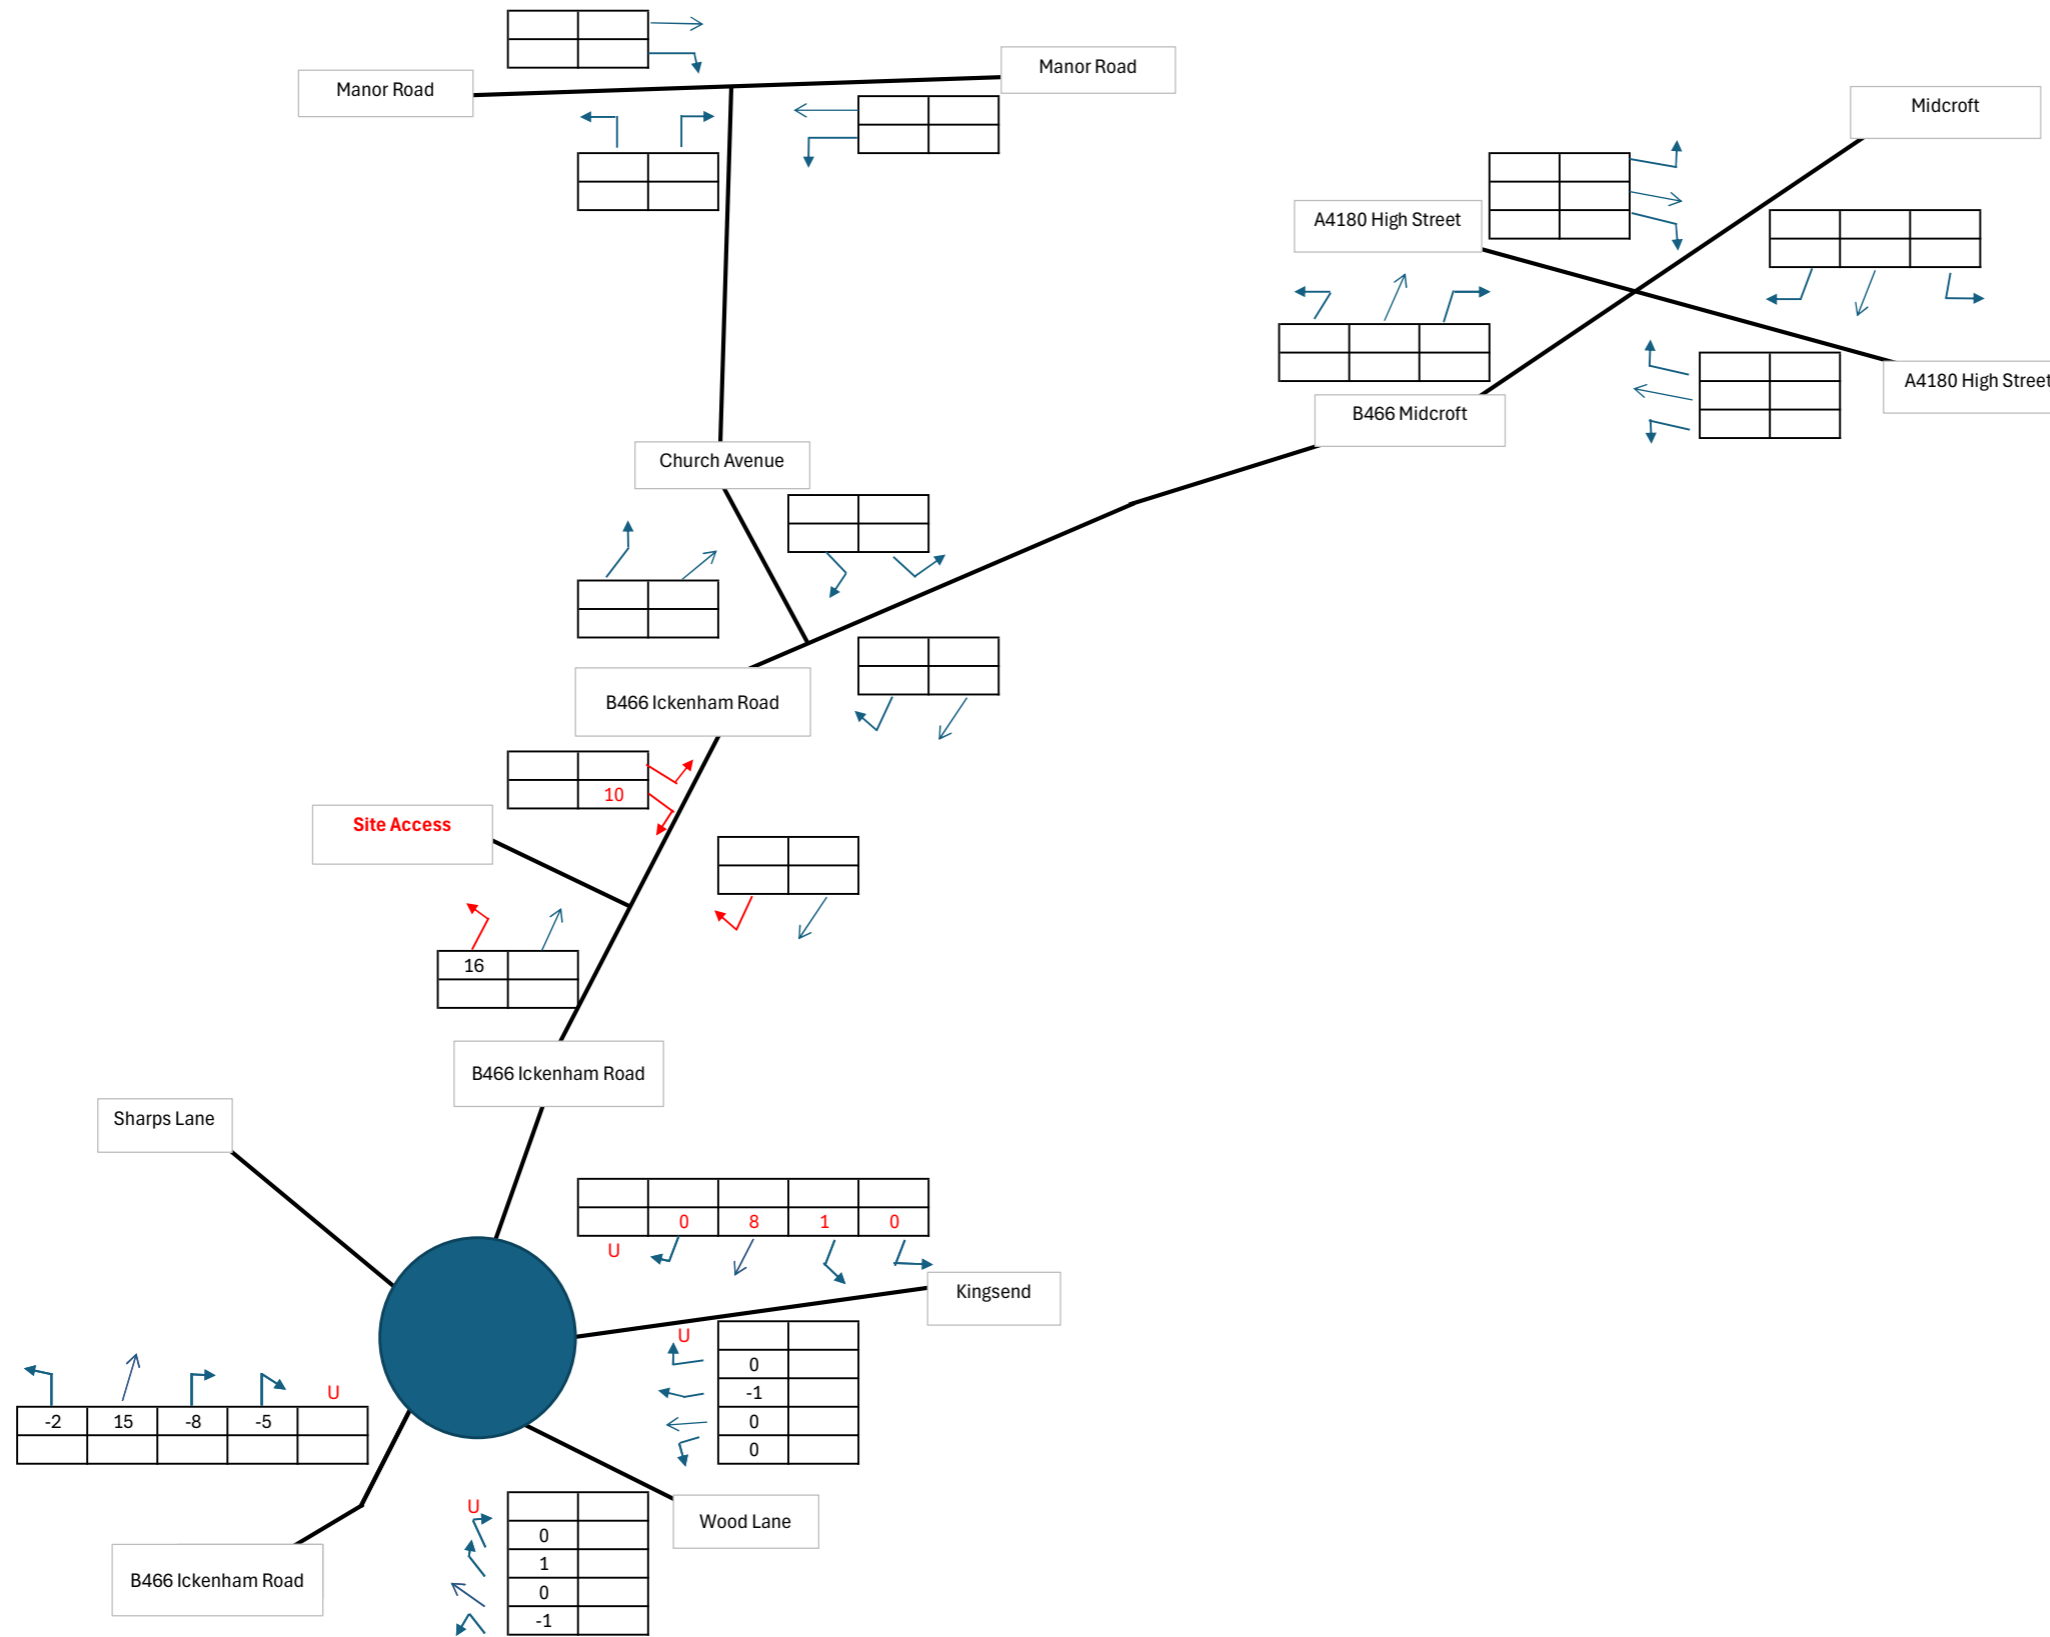 Manor Road
Manor Road
Midcroft
A4180 High Street
A4180 High Street
B466 Midcroft
Church Avenue
B466 Ickenham Road
10
Site Access
16
B466 Ickenham Road
Sharps Lane
0 8 1 0
U
Kingsend
U
0
-1
0
0
U
-2 15 -8 -5
Wood Lane
U
0
1
0
-1
B466 Ickenham Road